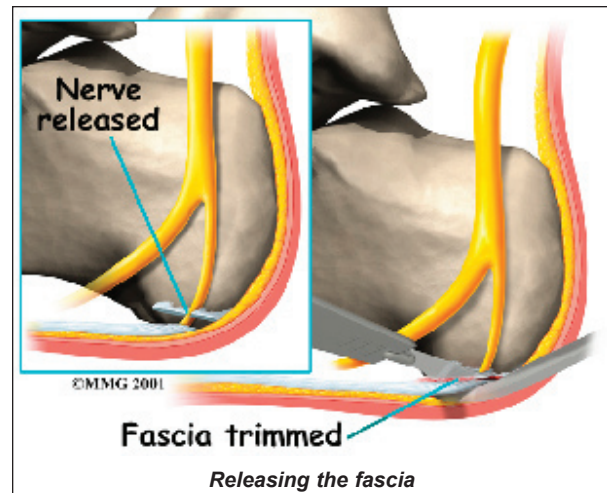 Nerve
released
©MMG 2001
Fascia trimmed
Releasing the fascia